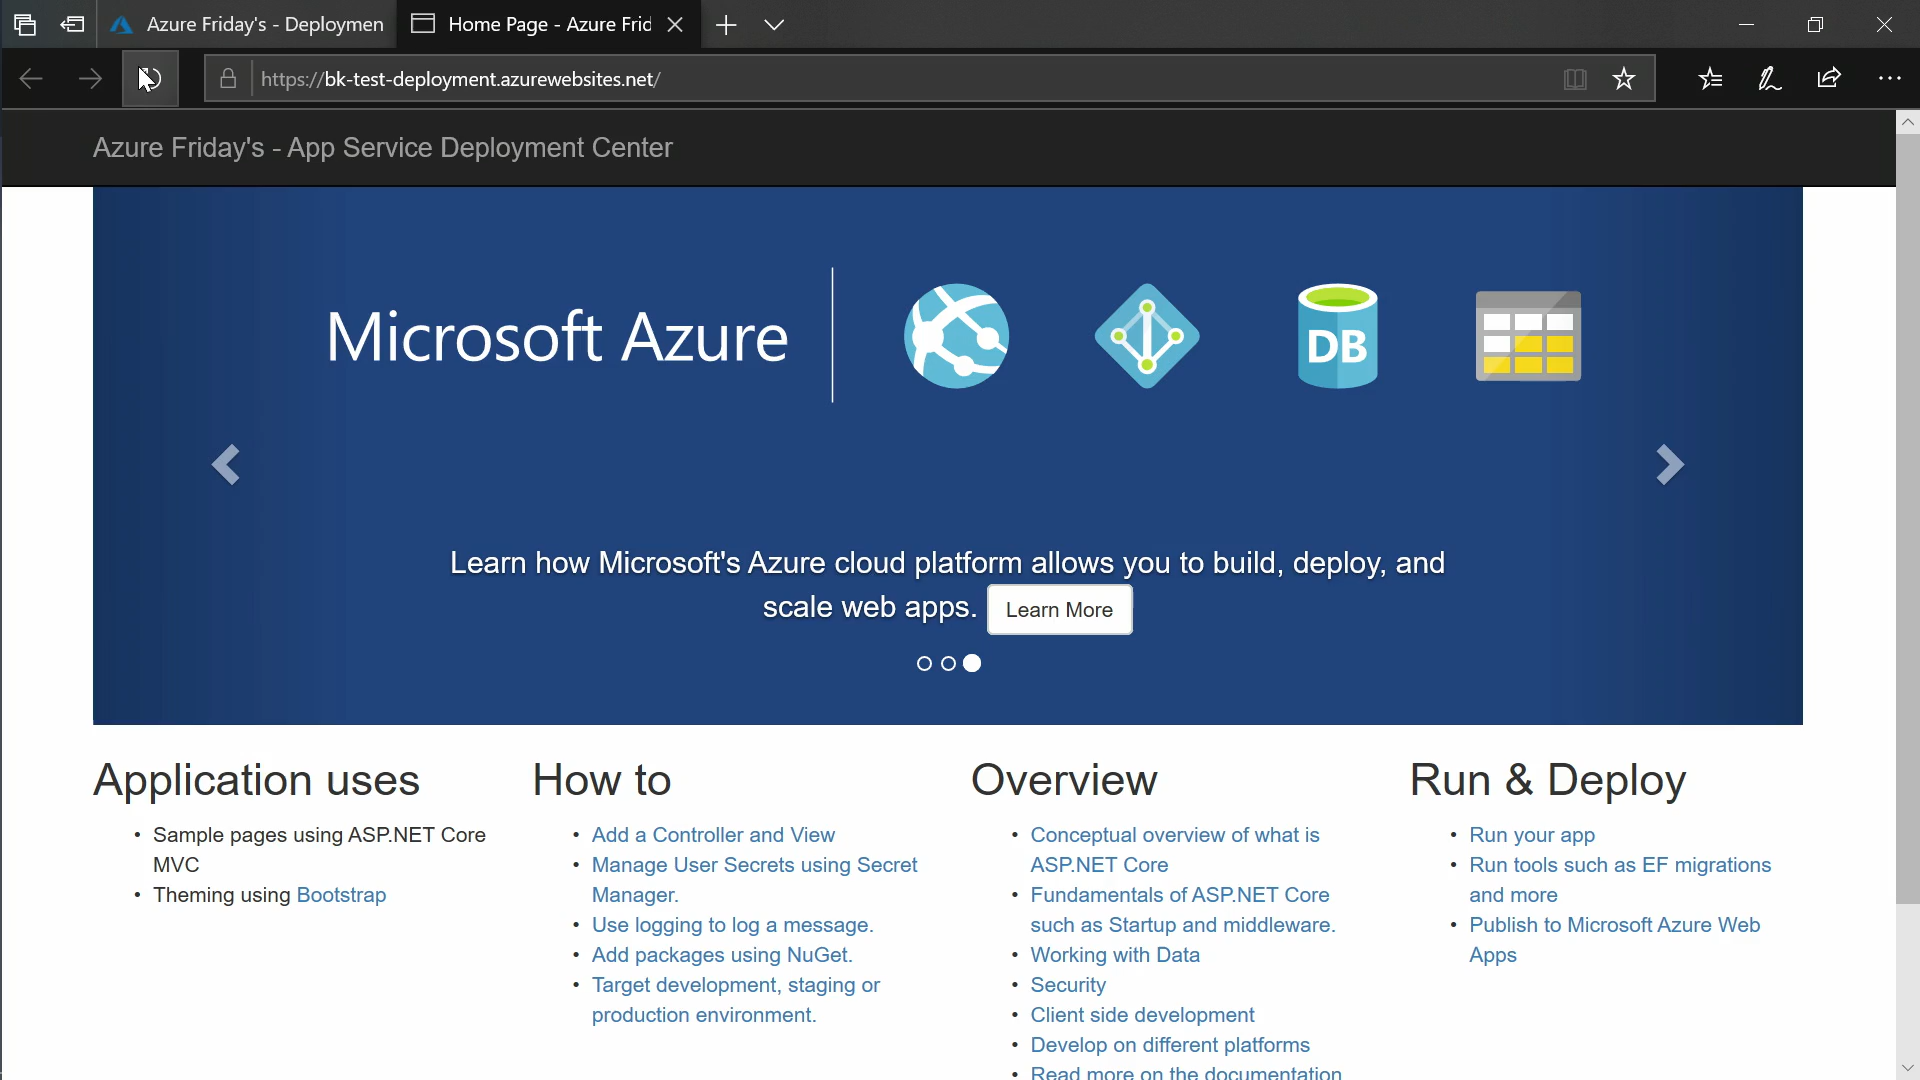 Azure Friday's - Deploymen
Home Page - Azure Frid
https://bk-test-deployment.azurewebsites.net/
Azure Friday's - App Service Deployment Center
Microsoft Azure
DB
Learn how Microsoft's Azure cloud platform allows you to build, deploy, and
scale web apps. Learn More
Application uses
• Sample pages using ASP.NET Core
MVC
• Theming using Bootstrap
How to
• Add a Controller and View
• Manage User Secrets using Secret
Manager.
• Use logging to log a message.
• Add packages using NuGet.
• Target development, staging or
production environment.
Overview
• Conceptual overview of what is
ASP.NET Core
• Fundamentals of ASP.NET Core
such as Startup and middleware.
• Working with Data
• Security
• Client side development
• Develop on different platforms
• Read more on the documentation
Run & Deploy
• Run your app
• Run tools such as EF migrations
and more
• Publish to Microsoft Azure Web
Apps